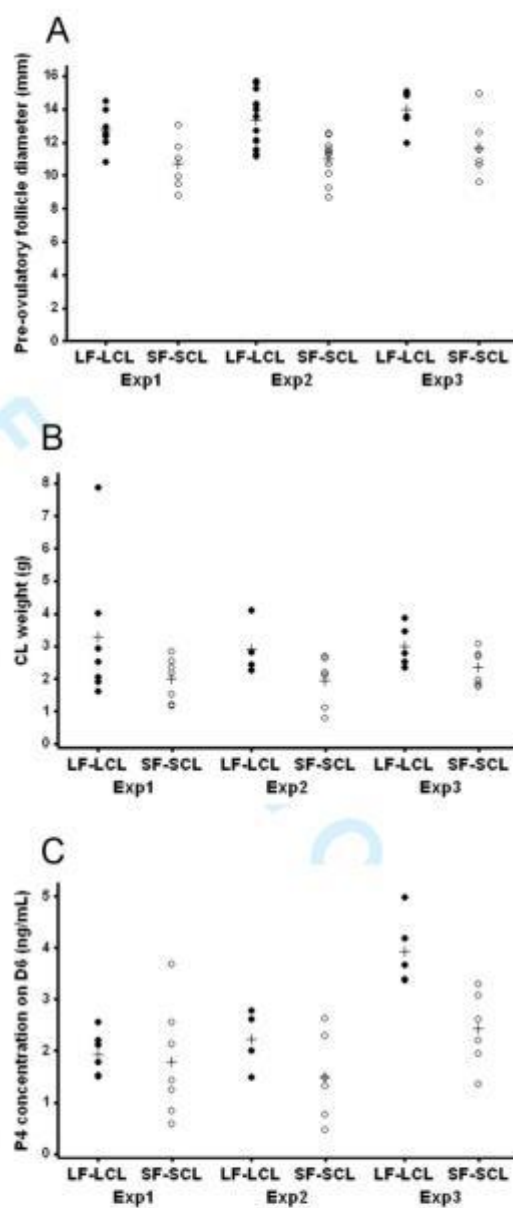 A
Pre-ovulatory follicle diameter (mm)
16
14
12
10
8
6
4
2
0
LF-LCL SF-SCL LF-LCL SF-SCL LF-LCL SF-SCL
Exp1 Exp2 Exp3
B
CL weight (g)
8
7
6
5
4
3
2
1
0
LF-LCL SF-SCL LF-LCL SF-SCL LF-LCL SF-SCL
Exp1 Exp2 Exp3
C
P4 concentration on D6 (ng/mL)
5
4
3
2
1
0
LF-LCL SF-SCL LF-LCL SF-SCL LF-LCL SF-SCL
Exp1 Exp2 Exp3